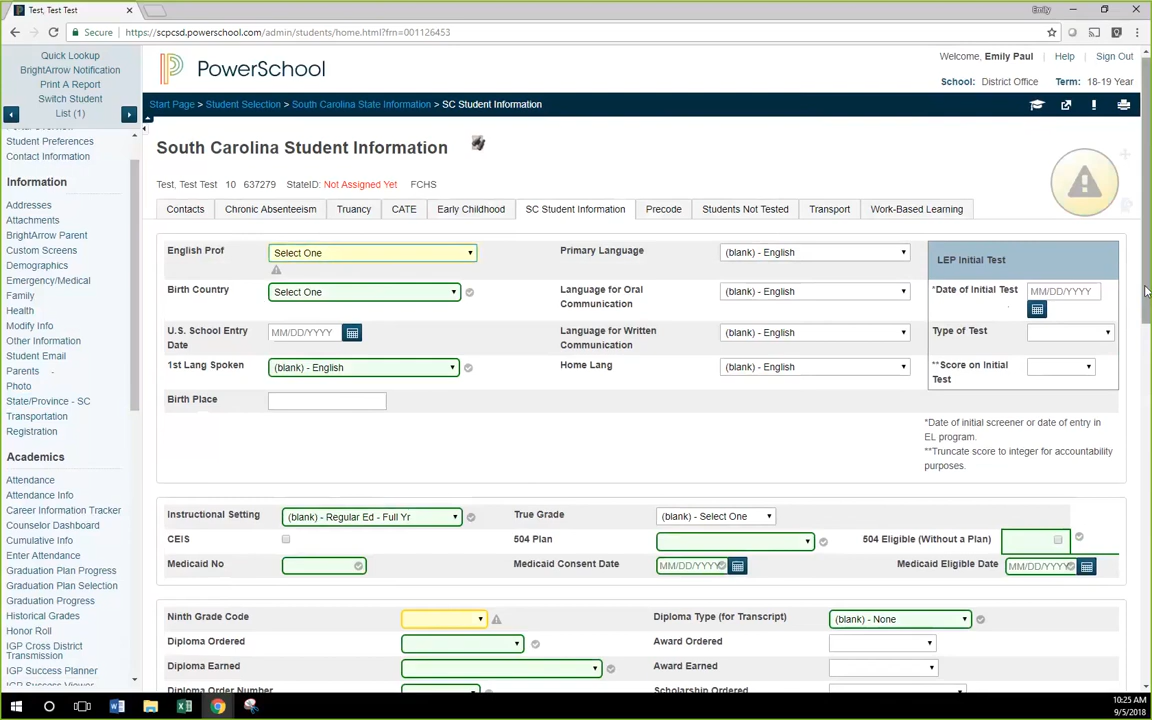 Test, Test Test
Emily
Secure
https://scpcsd.powerschool.com/admin/students/home.html?frn=001126453
Quick Lookup
BrightArrow Notification
Print A Report
Switch Student
List (1)
PowerSchool
Welcome, Emily Paul
Help
Sign Out
School: District Office
Term: 18-19 Year
Start Page > Student Selection > South Carolina State Information > SC Student Information
Student Preferences
Contact Information
Information
Addresses
Attachments
BrightArrow Parent
Custom Screens
Demographics
Emergency/Medical
Family
Health
Modify Info
Other Information
Student Email
Parents
Photo
State/Province - SC
Transportation
Registration
Academics
Attendance
Attendance Info
Career Information Tracker
Counselor Dashboard
Cumulative Info
Enter Attendance
Graduation Plan Progress
Graduation Plan Selection
Graduation Progress
Historical Grades
Honor Roll
IGP Cross District
Transmission
IGP Success Planner
South Carolina Student Information
Test, Test Test 10 637279 StateID: Not Assigned Yet FCHS
Contacts
Chronic Absenteeism
Truancy
CATE
Early Childhood
SC Student Information
Precode
Students Not Tested
Transport
Work-Based Learning
English Prof
Select One
Primary Language
(blank) - English
LEP Initial Test
Birth Country
Select One
Language for Oral
Communication
(blank) - English
*Date of Initial Test
MM/DD/YYYY
U.S. School Entry
Date
MM/DD/YYYY
Language for Written
Communication
(blank) - English
Type of Test
1st Lang Spoken
(blank) - English
Home Lang
(blank) - English
**Score on Initial
Test
Birth Place
*Date of initial screener or date of entry in
EL program.
**Truncate score to integer for accountability
purposes.
Instructional Setting
(blank) - Regular Ed - Full Yr
True Grade
(blank) - Select One
CEIS
504 Plan
504 Eligible (Without a Plan)
Medicaid No
Medicaid Consent Date
MM/DD/YYYY
Medicaid Eligible Date
MM/DD/YYYY
Ninth Grade Code
Diploma Type (for Transcript)
(blank) - None
Diploma Ordered
Award Ordered
Diploma Earned
Award Earned
Diploma Order Number
Scholarship Ordered
10:25 AM
9/5/2018